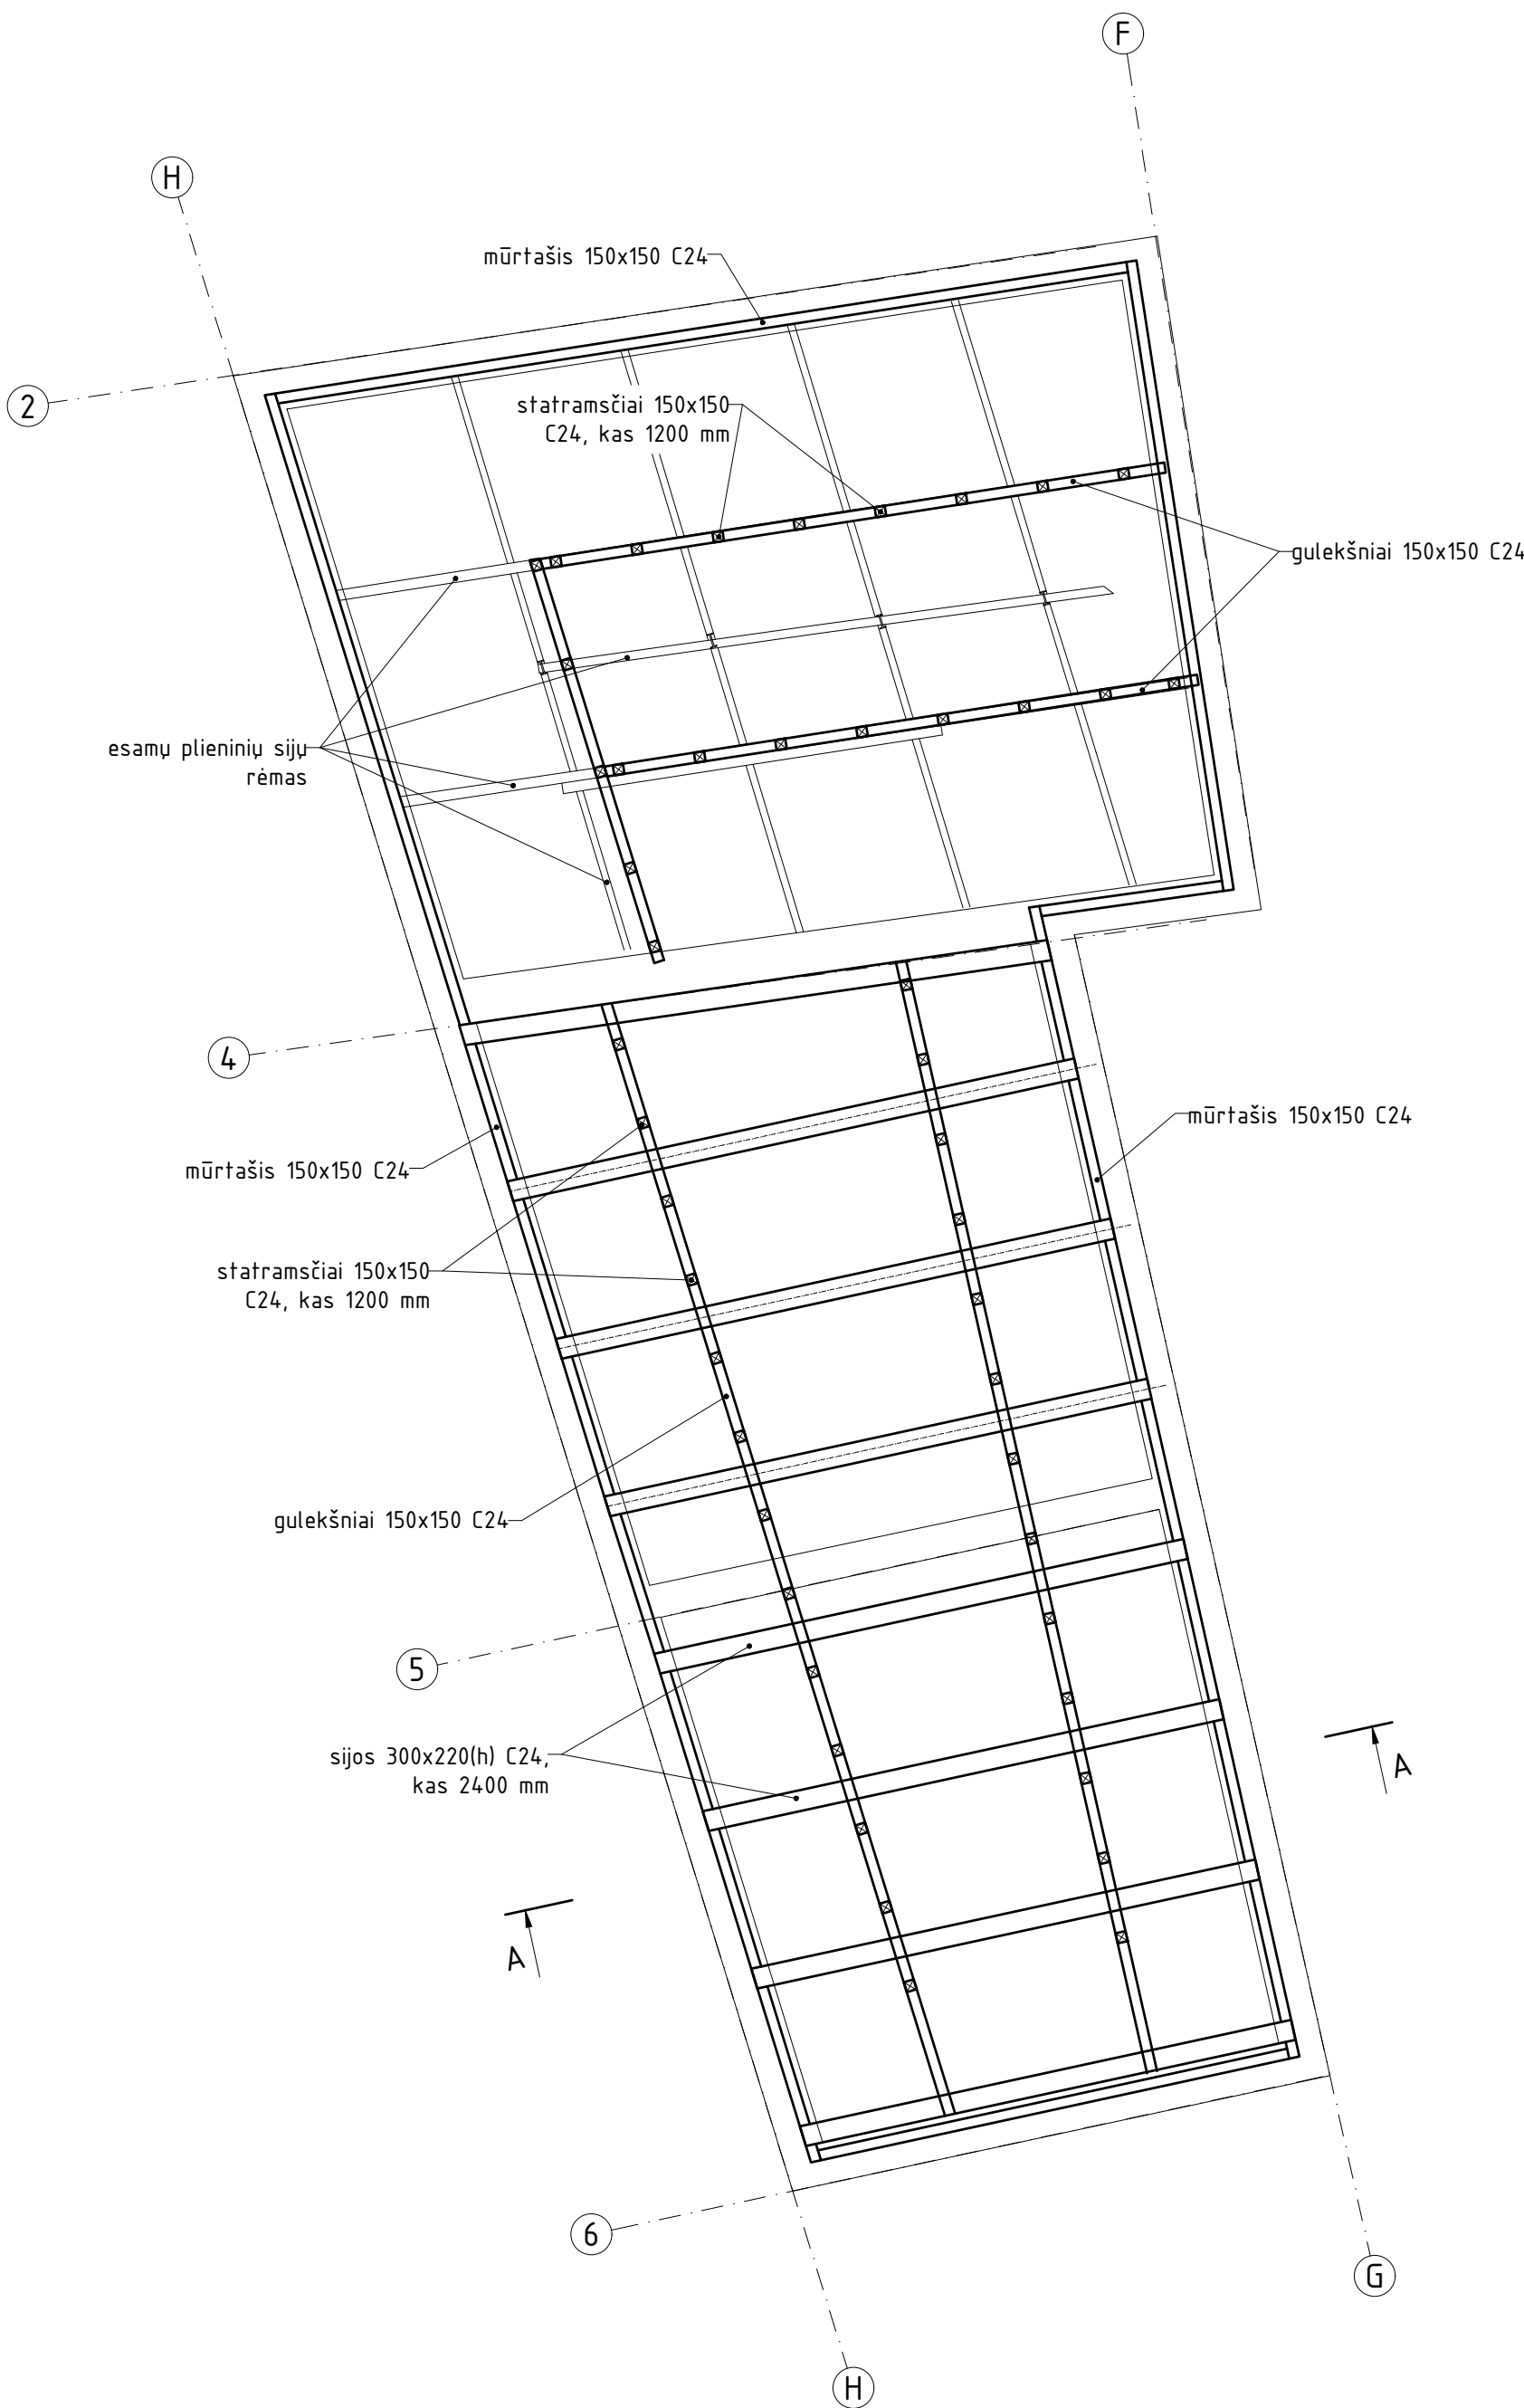 F
H
mūrtašis 150x150 C24
2
statramsčiai 150x150
C24, kas 1200 mm
gulekšniai 150x150 C24
esamų plieninių sijų
rėmas
4
mūrtašis 150x150 C24
mūrtašis 150x150 C24
statramsčiai 150x150
C24, kas 1200 mm
gulekšniai 150x150 C24
5
sijos 300x220(h) C24,
kas 2400 mm
A
A
6
G
H